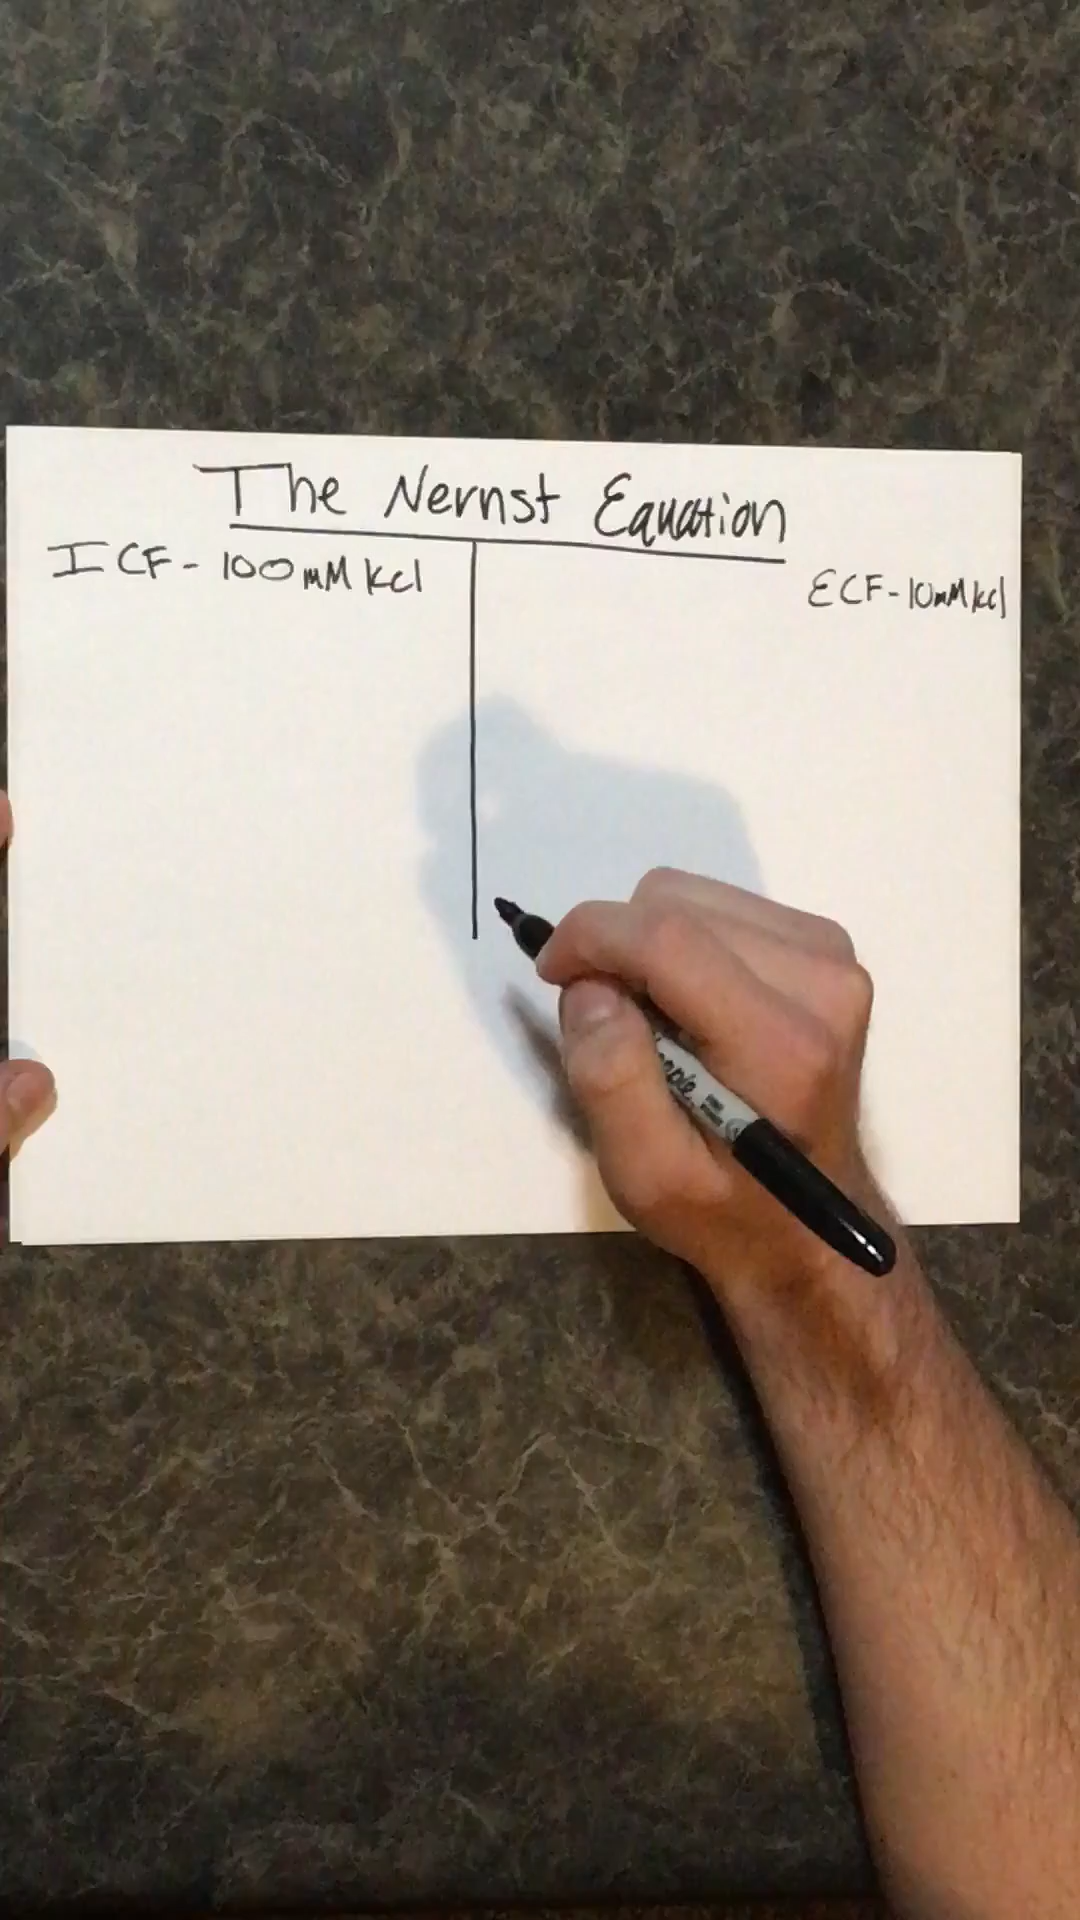 The Nernst Equation
ICF - 100mM kcl
ECF - 10mM kcl